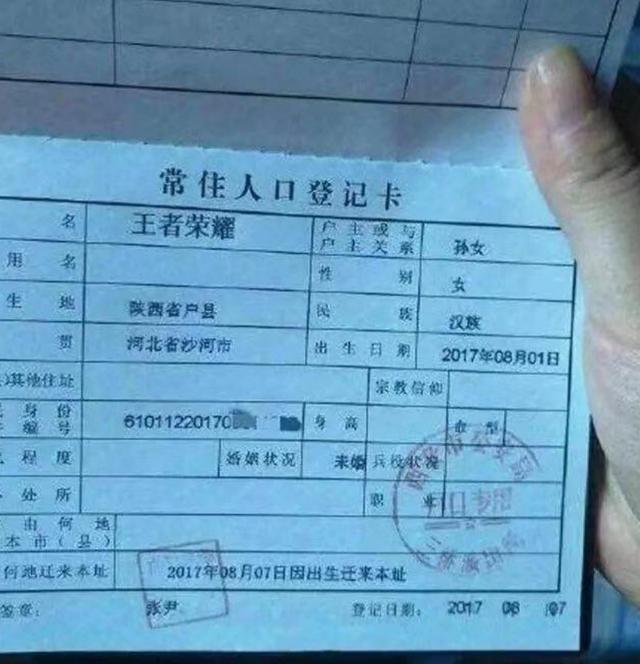 常住人口登记卡
名 王者荣耀 户主或与户主关系 孙女
用名 性别 女
生地 陕西省户县 民族 汉族
贯 河北省沙河市 出生日期 2017年08月01日
其他住址 宗教信仰
身份 编号 61011220170 身高 血型
程度 婚姻状况 未婚 兵役状况
处所 职业
由何地
本市(县)
何地迁来本址 2017年08月07日因出生迁来本址
签章: 张尹 登记日期: 2017 08 07